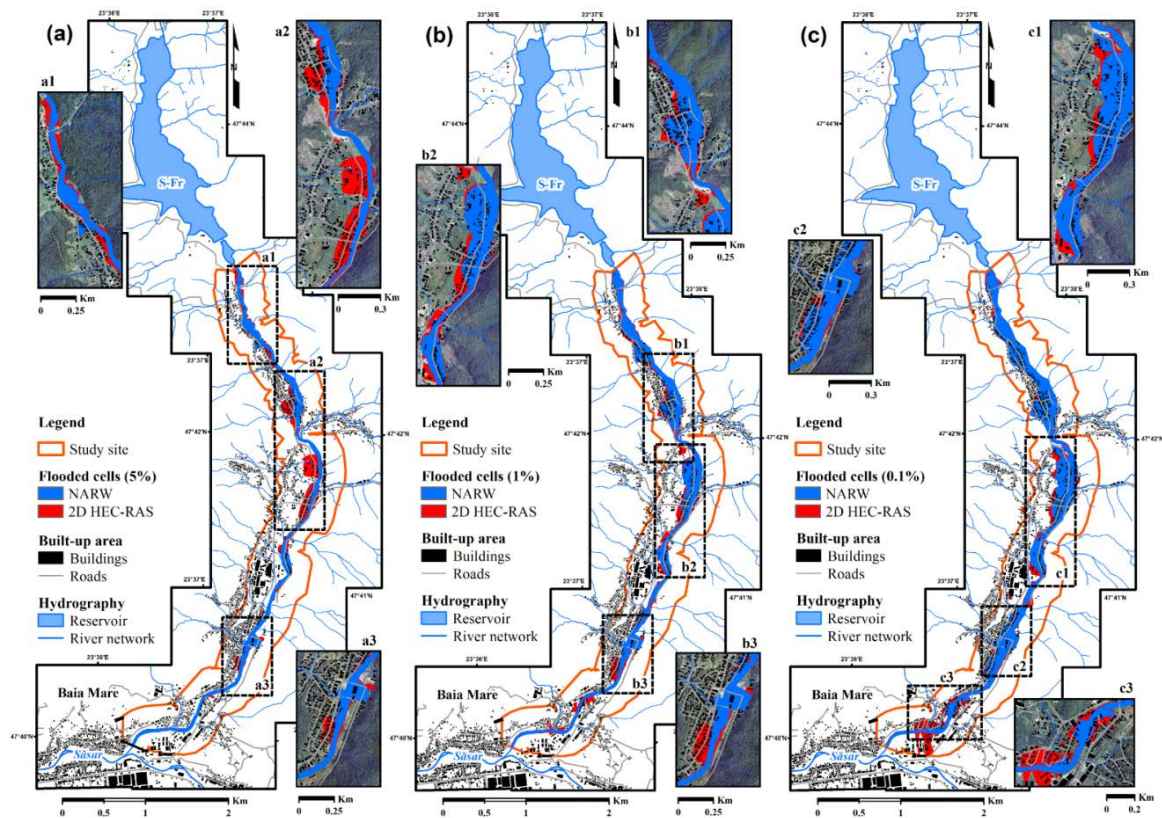 23°36'E
23°37'E
23°36'E
23°37'E
23°36'E
23°37'E
(a)
a2
(b)
b1
(c)
c1
a1
N
N
N
47°44'N
47°44'N
47°44'N
b2
S-Fr
S-Fr
S-Fr
c2
Km
0 0.25
Km
0 0.3
Km
0 0.25
Km
0 0.3
a1
23°38'E
23°38'E
23°37'E
23°37'E
23°37'E
a2
b1
Km
0 0.25
Km
0 0.3
Legend
Study site
Flooded cells (5%)
NARW
2D HEC-RAS
Built-up area
Buildings
Roads
Hydrography
Reservoir
River network
47°42'N
Legend
Study site
Flooded cells (1%)
NARW
2D HEC-RAS
Built-up area
Buildings
Roads
Hydrography
Reservoir
River network
47°42'N
Legend
Study site
Flooded cells (0.1%)
NARW
2D HEC-RAS
Built-up area
Buildings
Roads
Hydrography
Reservoir
River network
47°42'N
b2
c1
23°37'E
23°37'E
23°37'E
47°41'N
47°41'N
47°41'N
a3
b3
c2
23°36'E
23°36'E
23°36'E
a3
b3
c3
c3
Baia Mare
Baia Mare
Baia Mare
47°40'N
47°40'N
47°40'N
Săsar
Săsar
Săsar
Km
0 1 2
Km
0 0.25
Km
0 1 2
Km
0 0.25
Km
0 1 2
Km
0 0.2